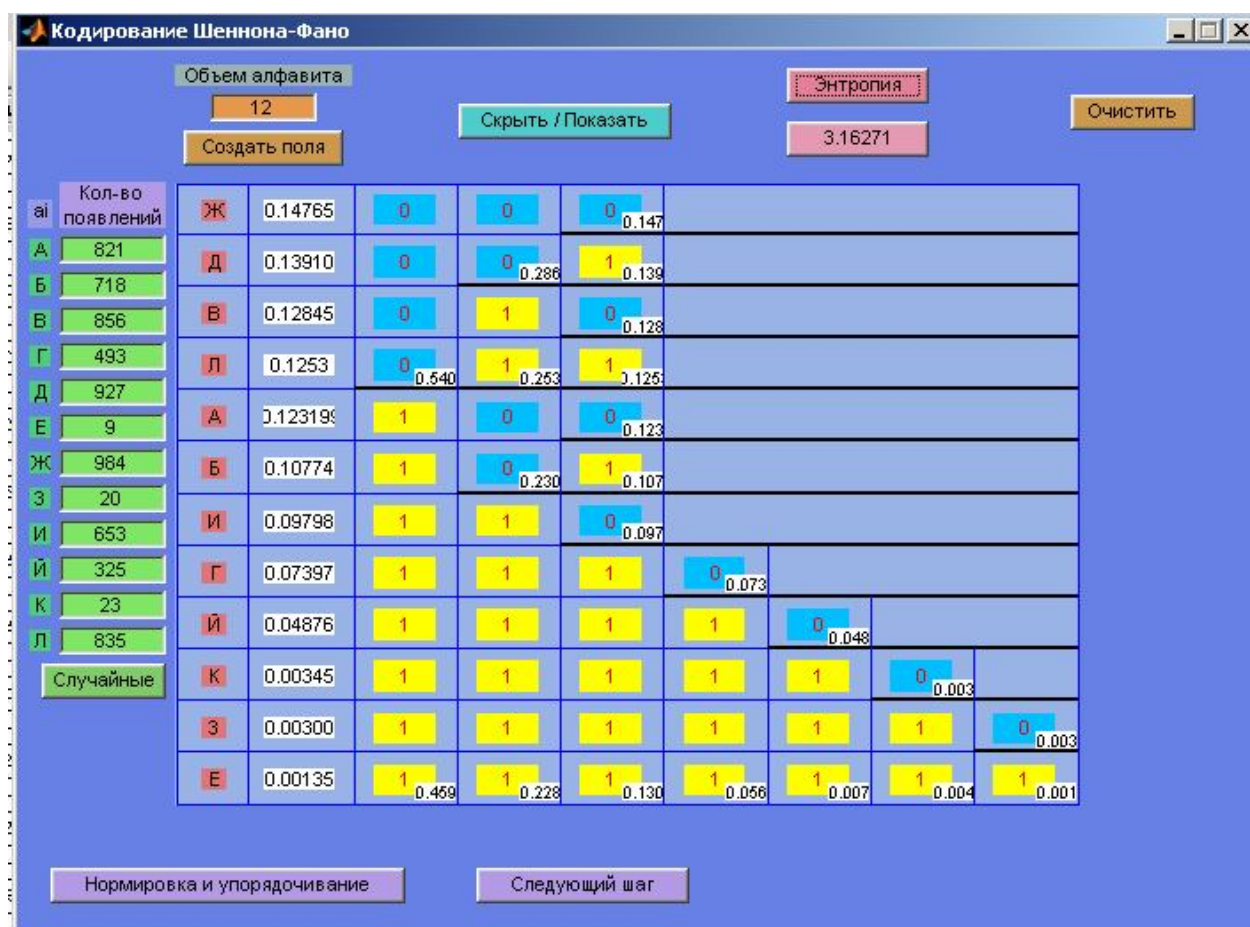 Кодирование Шеннона-Фано
Объем алфавита
12
Создать поля
Скрыть / Показать
Энтропия
3.16271
Очистить
ai Кол-во появлений
А 821
Б 718
В 856
Г 493
Д 927
Е 9
Ж 984
З 20
И 653
Й 325
К 23
Л 835
Случайные
Ж 0.14765 0 0 0 0.147
Д 0.13910 0 0 0.286 1 0.139
В 0.12845 0 1 0 0.128
Л 0.1253 0 0.540 1 0.253 1 0.125
А 0.123199 1 0 0 0.123
Б 0.10774 1 0 0.230 1 0.107
И 0.09798 1 1 0 0.097
Г 0.07397 1 1 1 0 0.073
Й 0.04876 1 1 1 1 0 0.048
К 0.00345 1 1 1 1 1 0 0.003
З 0.00300 1 1 1 1 1 1 0 0.003
Е 0.00135 1 0.459 1 0.228 1 0.130 1 0.056 1 0.007 1 0.004 1 0.001
Нормировка и упорядочивание
Следующий шаг